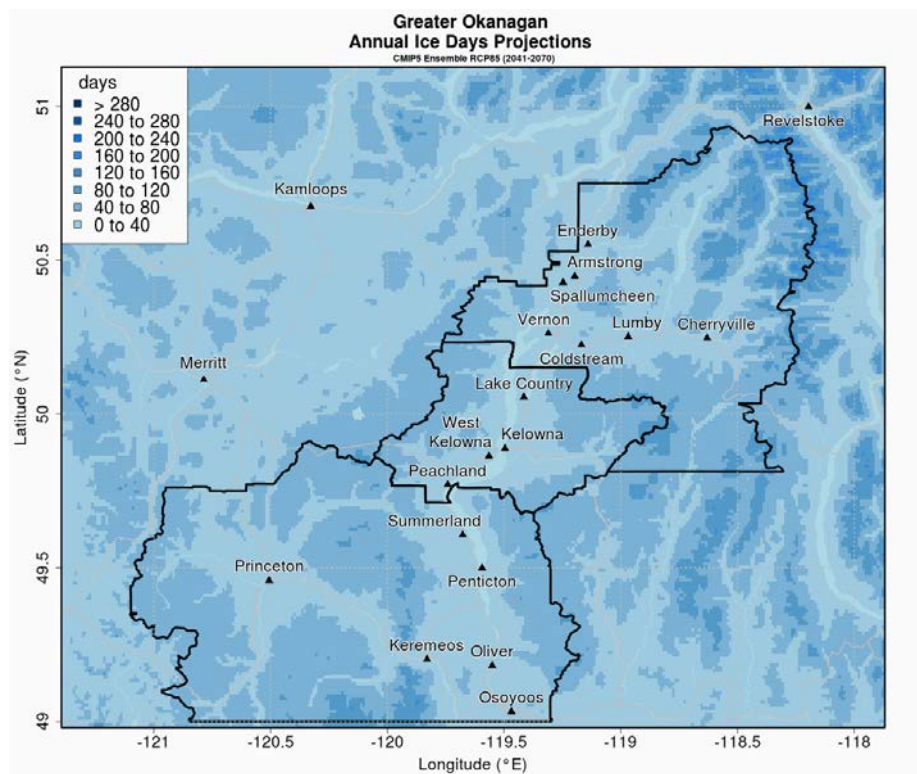 Greater Okanagan
Annual Ice Days Projections
CMIP5 Ensemble RCP85 (2041-2070)
days
> 280
240 to 280
200 to 240
160 to 200
120 to 160
80 to 120
40 to 80
0 to 40
51
50.5
50
49.5
49
Latitude (°N)
Revelstoke
Kamloops
Enderby
Armstrong
Spallumcheen
Vernon
Lumby
Cherryville
Coldstream
Merritt
Lake Country
West
Kelowna
Kelowna
Peachland
Summerland
Princeton
Penticton
Keremeos
Oliver
Osoyoos
-121
-120.5
-120
-119.5
-119
-118.5
-118
Longitude (°E)